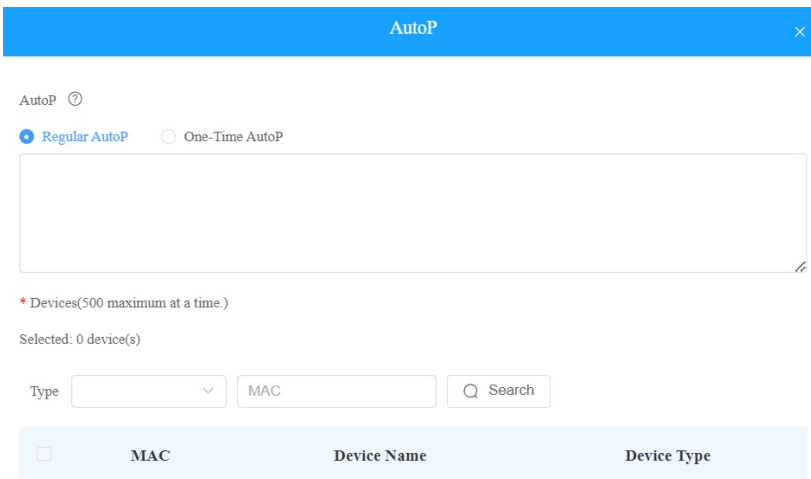 AutoP
AutoP
Regular AutoP One-Time AutoP
* Devices(500 maximum at a time.)
Selected: 0 device(s)
Type MAC Search
MAC Device Name Device Type